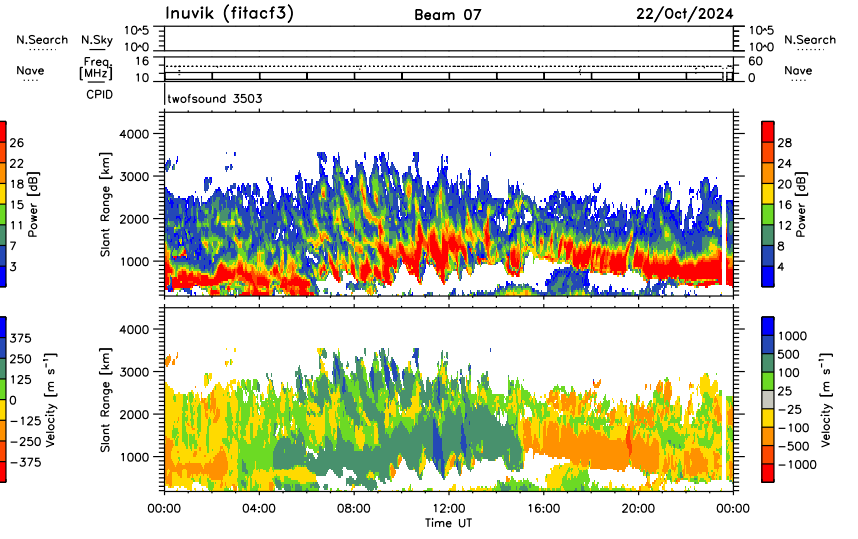 Inuvik (fitacf3) Beam 07 22/Oct/2024
10^5 10^5
N.Search N.Sky N.Search
10^0 10^0
16 Freq. 60
Nave [MHz] Nave
10 0
CPID
twofsound 3503
4000
3000
2000
1000
Slant Range [km]
26
22
18
15
11
7
3
Power [dB]
28
24
20
16
12
8
4
Power [dB]
4000
3000
2000
1000
Slant Range [km]
375
250
125
0
-125
-250
-375
Velocity [m s⁻¹]
1000
500
100
25
-25
-100
-500
-1000
Velocity [m s⁻¹]
00:00 04:00 08:00 12:00 16:00 20:00 00:00
Time UT